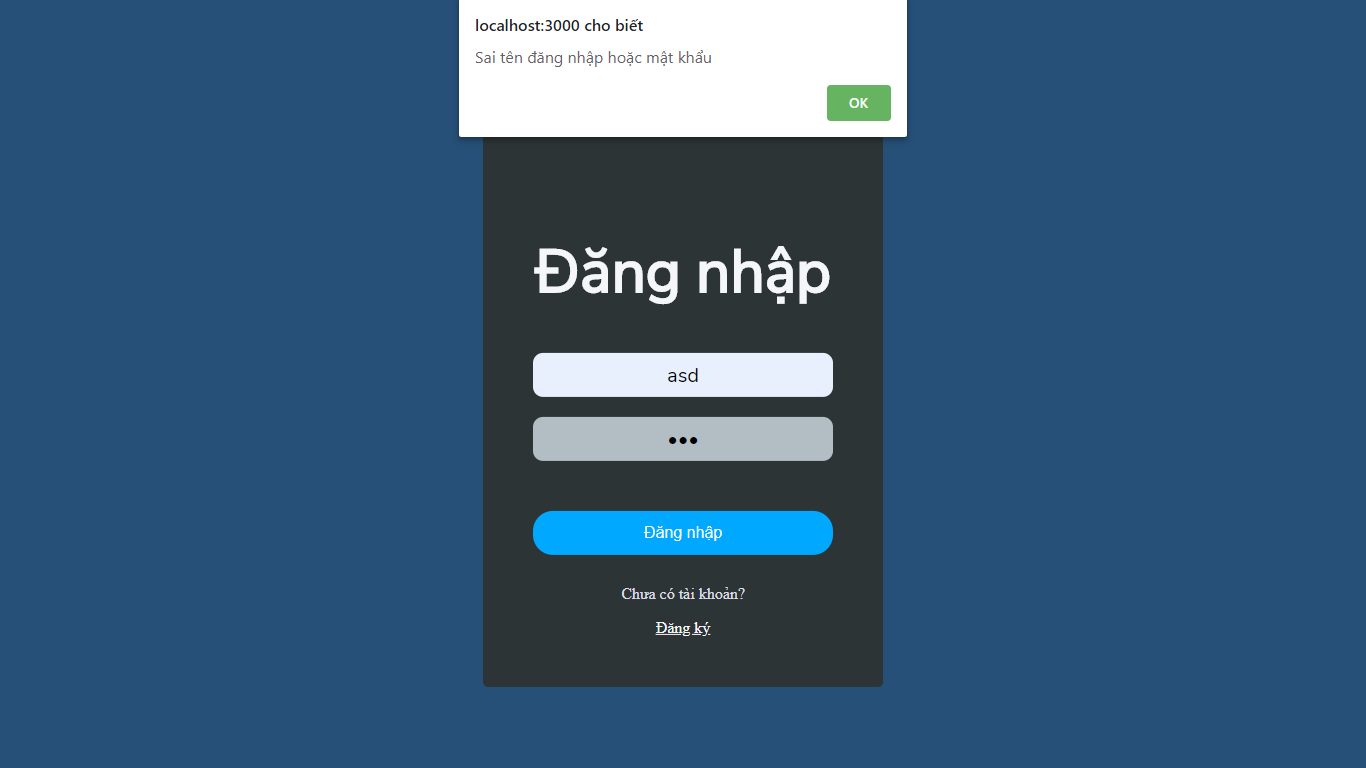 localhost:3000 cho biết
Sai tên đăng nhập hoặc mật khẩu
OK
Đăng nhập
asd
•••
Đăng nhập
Chưa có tài khoản?
Đăng ký